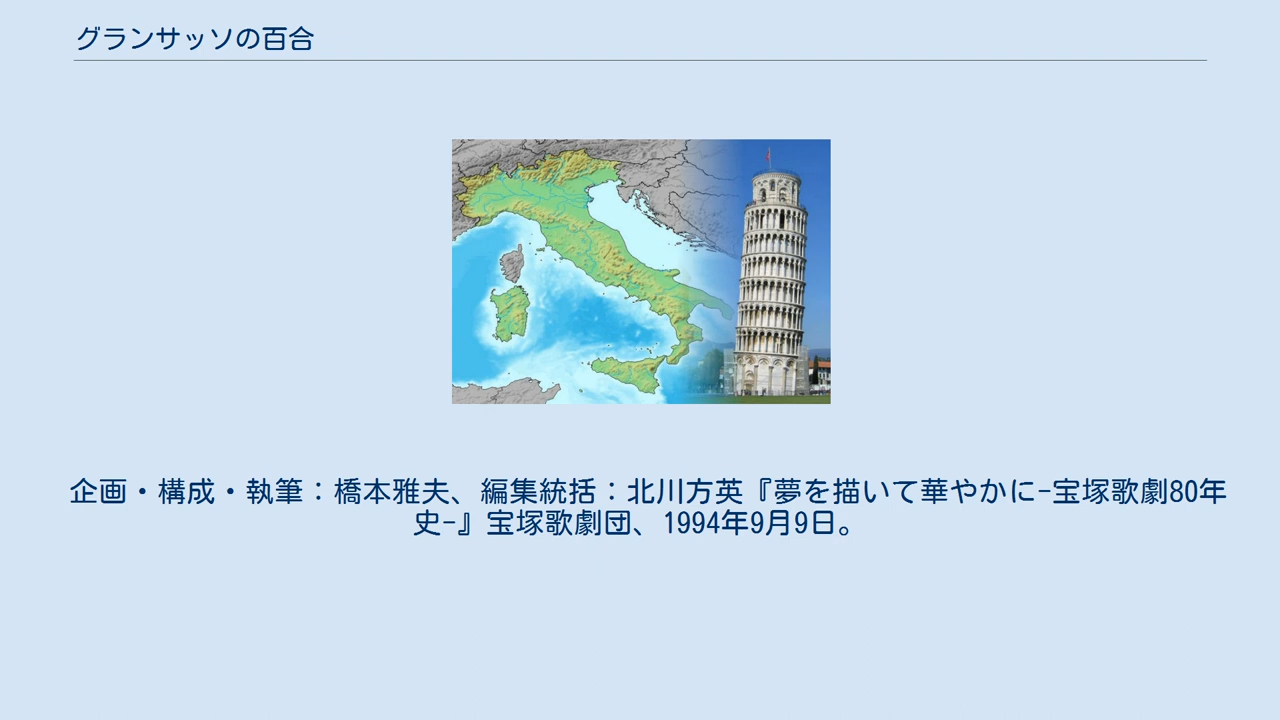 グランサッソの百合
企画・構成・執筆：橋本雅夫、編集統括：北川方英『夢を描いて華やかに-宝塚歌劇80年
史-』宝塚歌劇団、1994年9月9日。